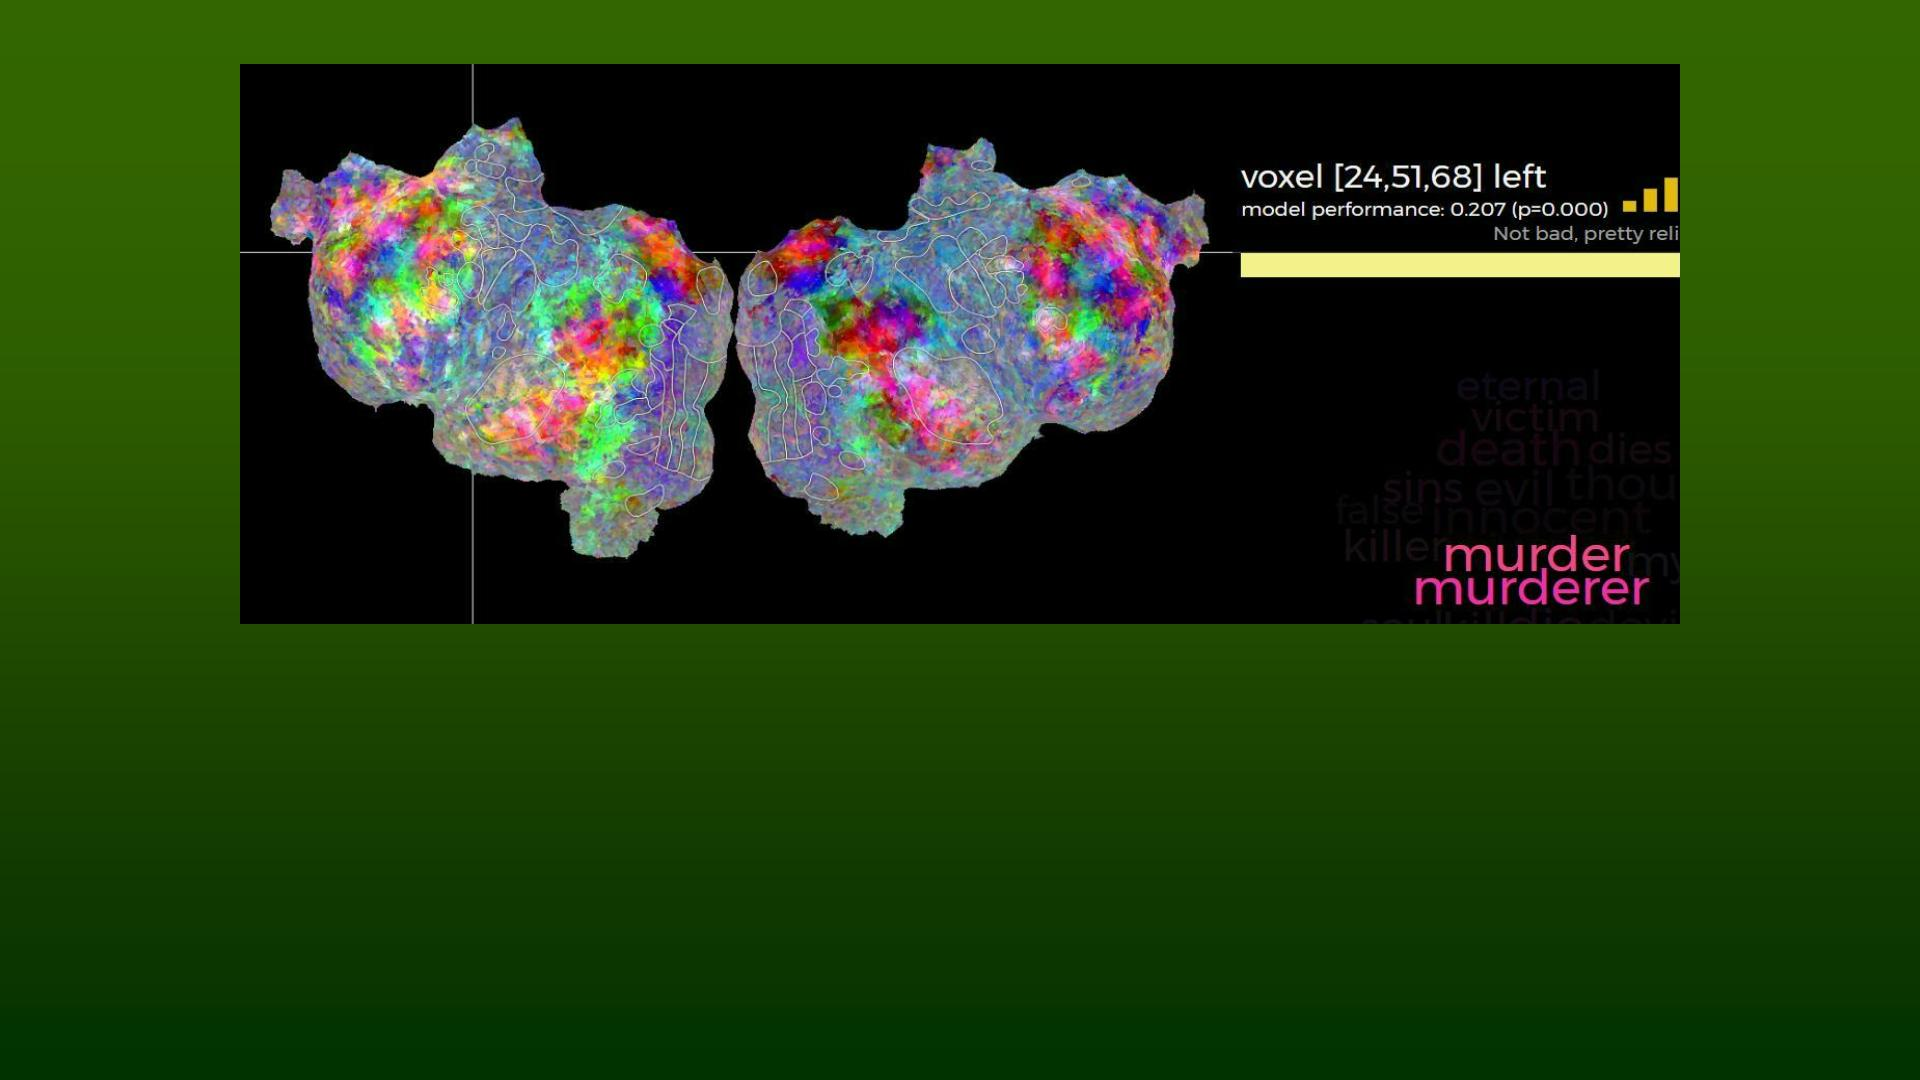 voxel [24,51,68] left
model performance: 0.207 (p=0.000)
Not bad, pretty reli
eternal
victim
death dies
sins evil thou
false innocent
killer murder my
murderer